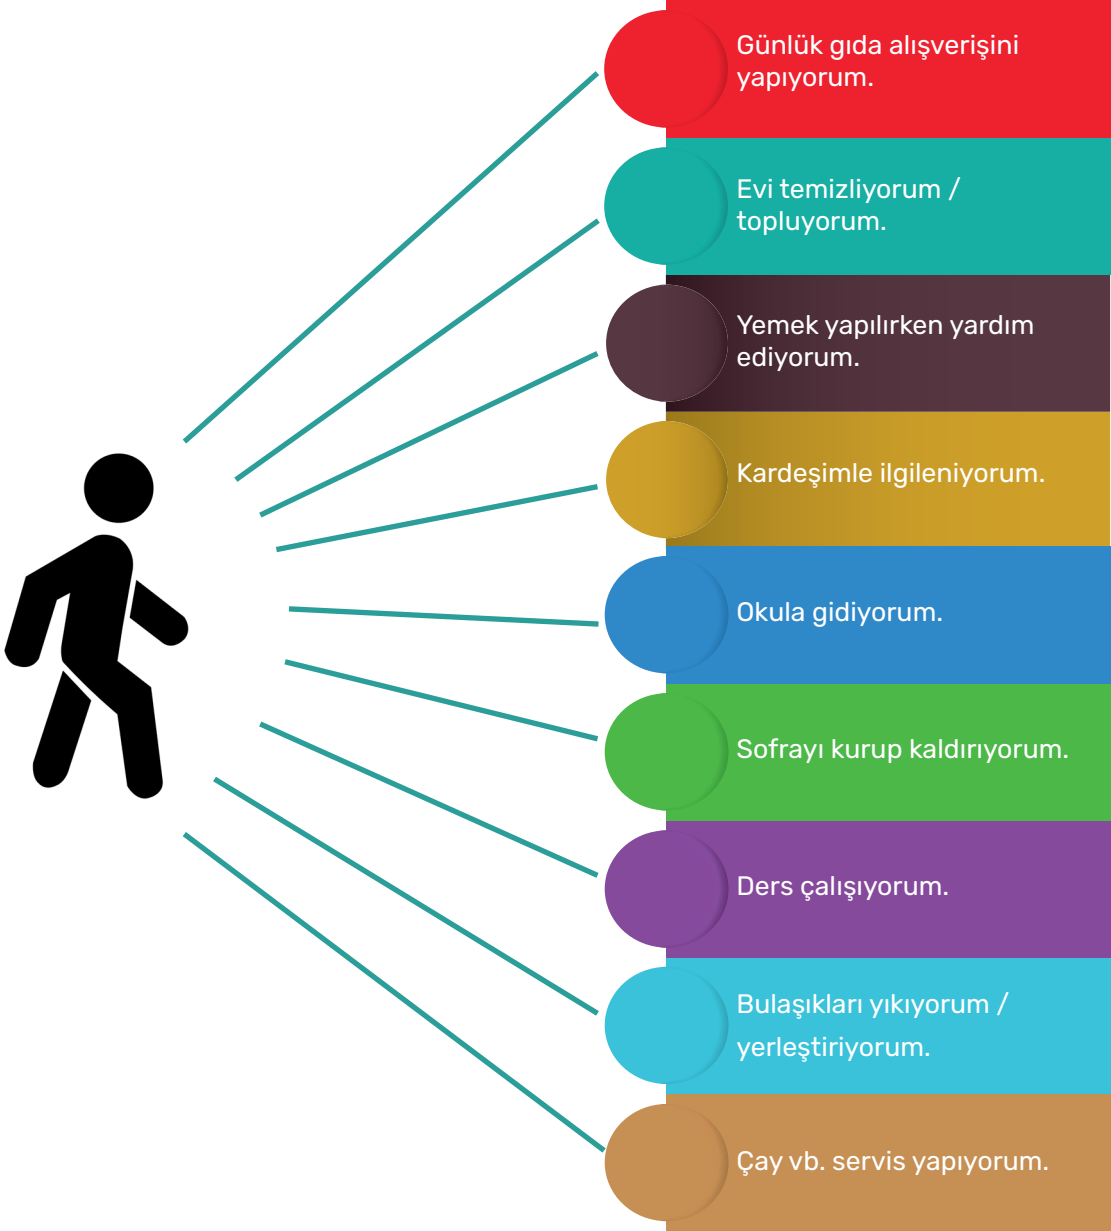 Günlük gıda alışverişini
yapıyorum.
Evi temizliyorum /
topluyorum.
Yemek yapılırken yardım
ediyorum.
Kardeşimle ilgileniyorum.
Okula gidiyorum.
Sofrayı kurup kaldırıyorum.
Ders çalışıyorum.
Bulaşıkları yıkıyorum /
yerleştiriyorum.
Çay vb. servis yapıyorum.